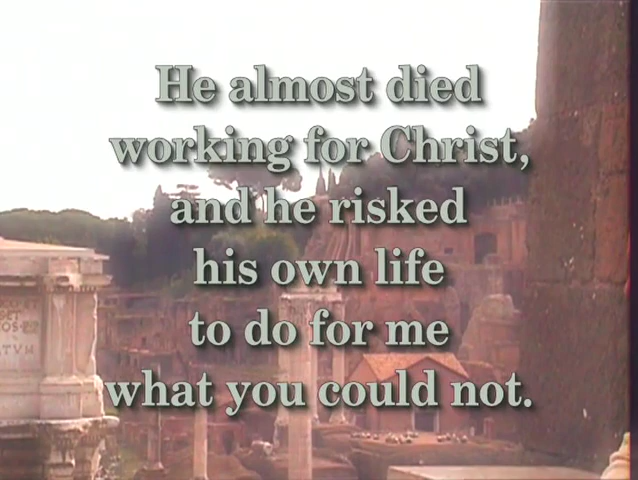 He almost died
working for Christ,
and he risked
his own life
to do for me
what you could not.